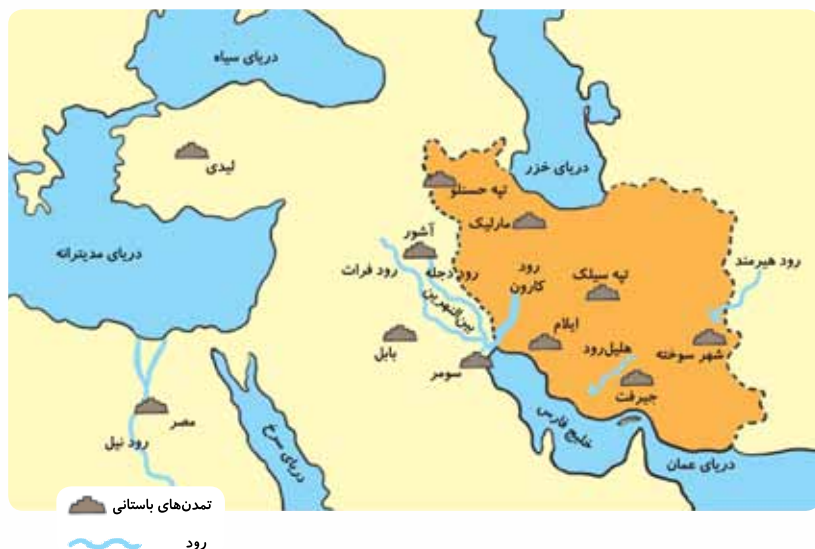 دریای سیاه
لیدی
دریای خزر
تپه حسنلو
مارلیک
آشور
دریای مدیترانه
رود فرات
رود دجله
بین‌النهرین
رود
کارون
تپه سیلک
رود هیرمند
بابل
سومر
ایلام
هلیل‌رود
شهر سوخته
جیرفت
مصر
رود نیل
دریای سرخ
خلیج فارس
دریای عمان
تمدن‌های باستانی
رود